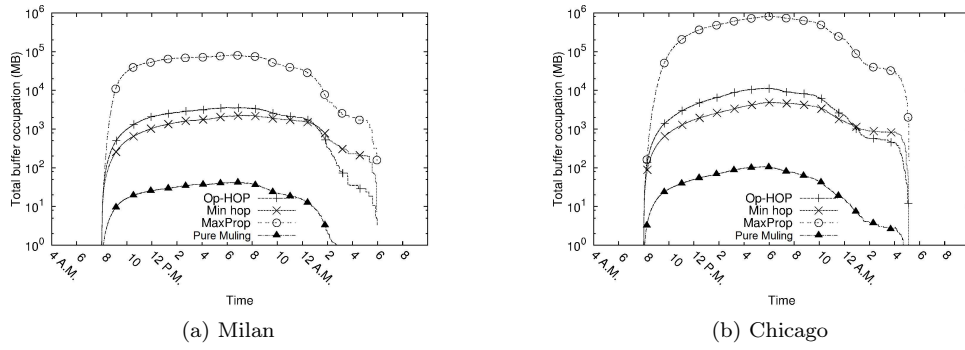 10^6
10^5
10^4
10^3
10^2
10^1
10^0
Total buffer occupation (MB)
Op-HOP
Min hop
MaxProp
Pure Muling
4 A.M.
6
8
10
12 P.M.
2
4
6
8
10
12 A.M.
2
4
6
8
Time
(a) Milan
10^6
10^5
10^4
10^3
10^2
10^1
10^0
Total buffer occupation (MB)
Op-HOP
Min hop
MaxProp
Pure Muling
4 A.M.
6
8
10
12 P.M.
2
4
6
8
10
12 A.M.
2
4
6
8
Time
(b) Chicago